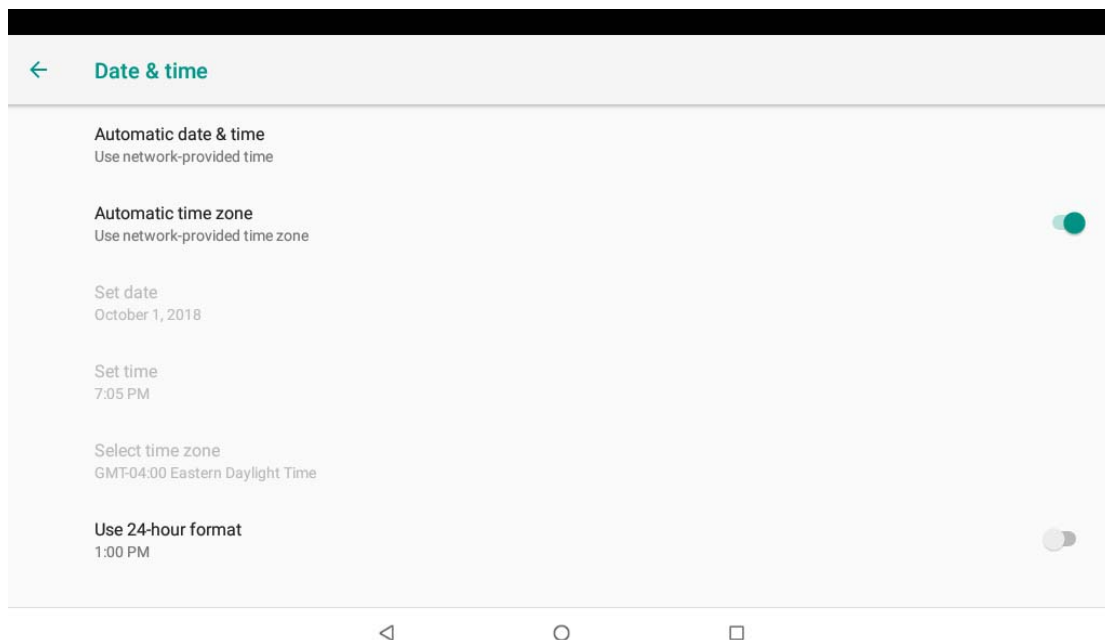 Date & time
Automatic date & time
Use network-provided time
Automatic time zone
Use network-provided time zone
Set date
October 1, 2018
Set time
7:05 PM
Select time zone
GMT-04:00 Eastern Daylight Time
Use 24-hour format
1:00 PM